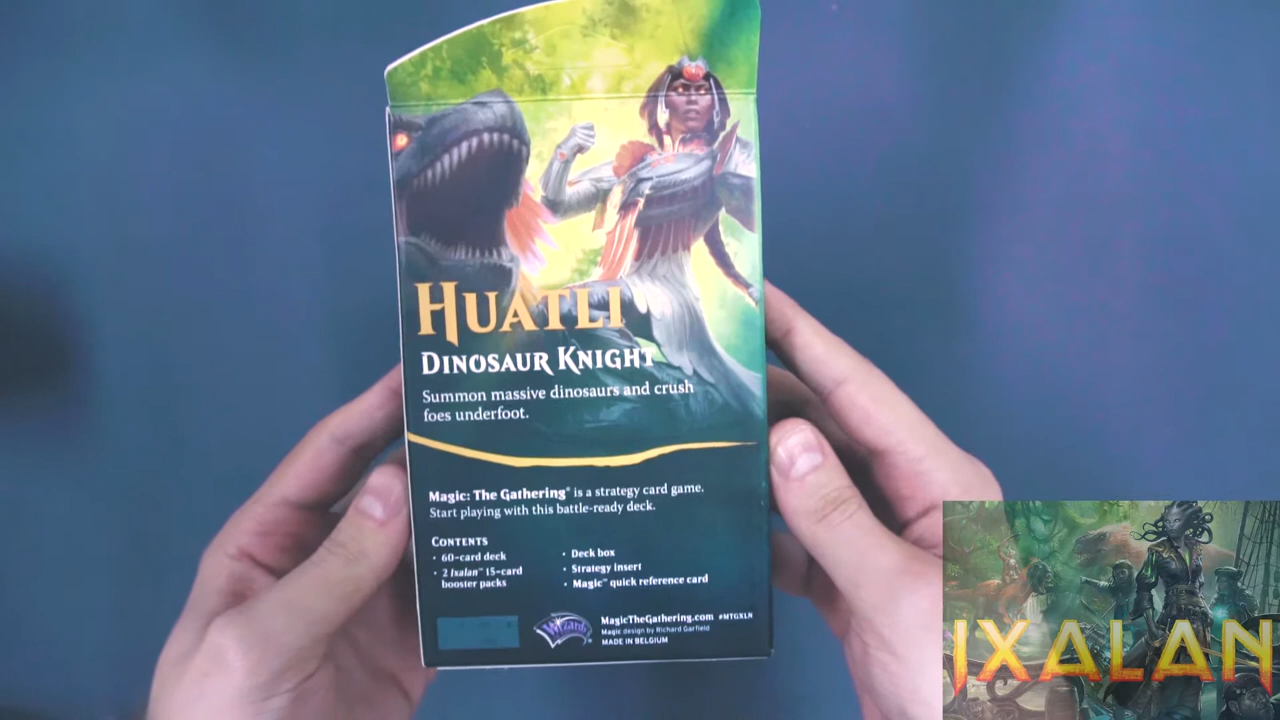 HUATLI
DINOSAUR KNIGHT
Summon massive dinosaurs and crush
foes underfoot.
Magic: The Gathering® is a strategy card game.
Start playing with this battle-ready deck.
CONTENTS
• 60-card deck
• 2 Ixalan™ 15-card
booster packs
• Deck box
• Strategy insert
• Magic™ quick reference card
Wizards®
MagicTheGathering.com #MTGXLN
Magic design by Richard Garfield
MADE IN BELGIUM
IXALAN